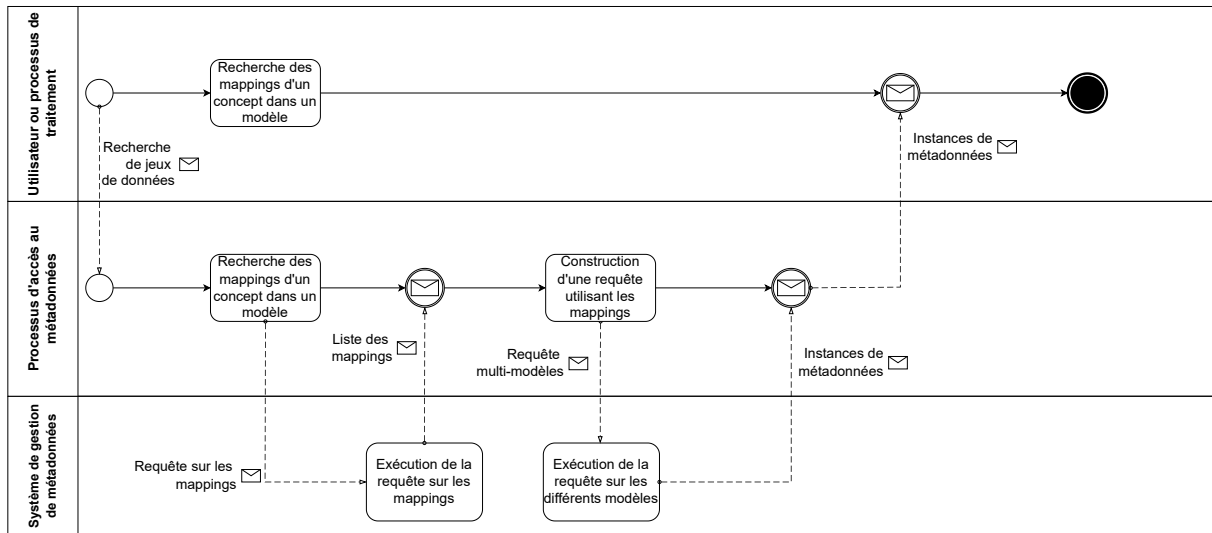 Utilisateur ou processus de
traitement
Recherche des
mappings d'un
concept dans un
modèle
Recherche
de jeux
de données
Instances de
métadonnées
Processus d'accès au
métadonnées
Recherche des
mappings d'un
concept dans un
modèle
Construction
d'une requête
utilisant les
mappings
Liste des
mappings
Requête
multi-modèles
Instances de
métadonnées
Système de gestion
de métadonnées
Requête sur les
mappings
Exécution de la
requête sur les
mappings
Exécution de la
requête sur les
différents modèles